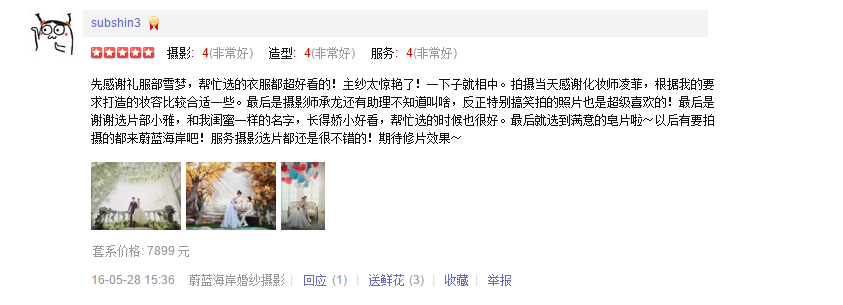 subshin3
摄影: 4(非常好) 造型: 4(非常好) 服务: 4(非常好)
先感谢礼服部雪梦，帮忙选的衣服都超好看的！主纱太惊艳了！一下子就相中。拍摄当天感谢化妆师凌菲，根据我的要
求打造的妆容比较合适一些。最后是摄影师承龙还有助理不知道叫啥，反正特别搞笑拍的照片也是超级喜欢的！最后是
谢谢选片部小雅，和我闺蜜一样的名字，长得娇小好看，帮忙选的时候也很好。最后就选到满意的皂片啦～以后有要拍
摄的都来蔚蓝海岸吧！服务摄影选片都还是很不错的！期待修片效果～
套系价格: 7899 元
16-05-28 15:36 蔚蓝海岸婚纱摄影 | 回应 (1) | 送鲜花 (3) | 收藏 | 举报